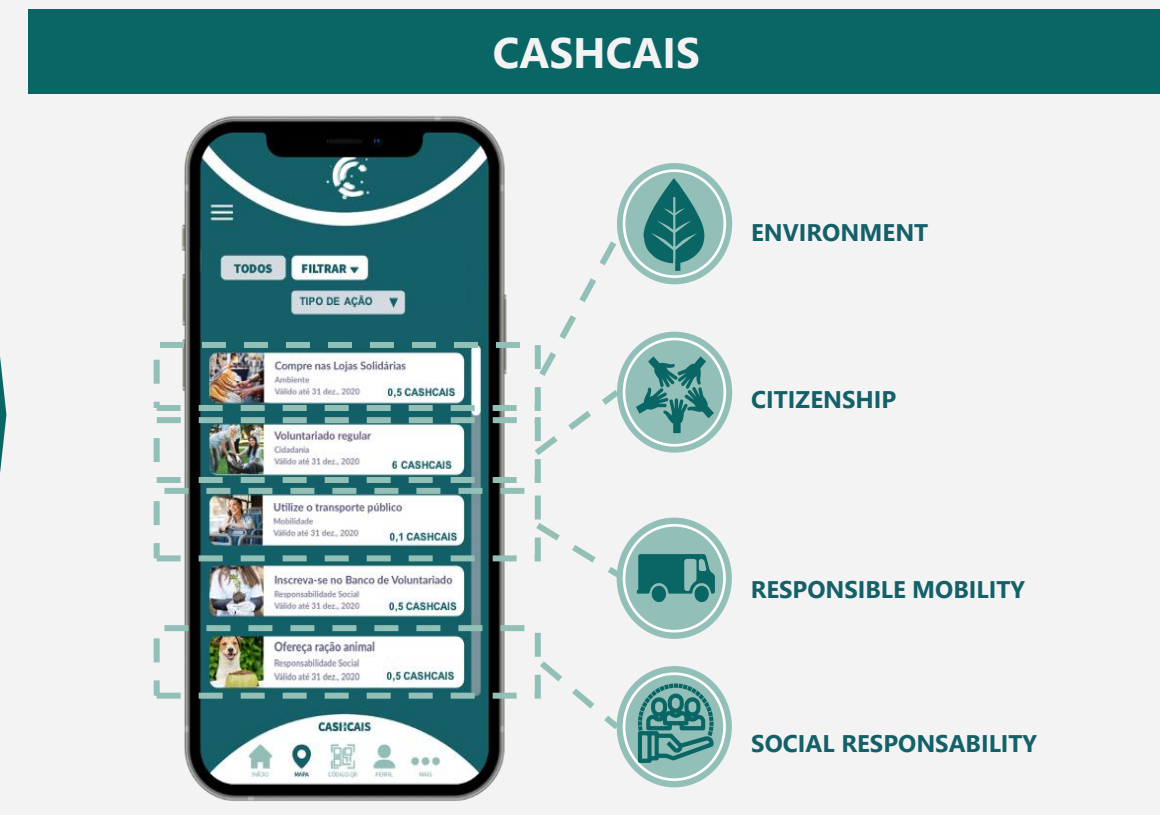 CASHCAIS
TODOS
FILTRAR
TIPO DE AÇÃO
Compre nas Lojas Solidárias
Ambiente
Válido até 31 dez., 2020
0,5 CASHCAIS
Voluntariado regular
Cidadania
Válido até 31 dez., 2020
6 CASHCAIS
Utilize o transporte público
Mobilidade
Válido até 31 dez., 2020
0,1 CASHCAIS
Inscreva-se no Banco de Voluntariado
Responsabilidade Social
Válido até 31 dez., 2020
0,5 CASHCAIS
Ofereça ração animal
Responsabilidade Social
Válido até 31 dez., 2020
0,5 CASHCAIS
CASHCAIS
INÍCIO
MAPA
CÓDIGO QR
PERFIL
MAIS
ENVIRONMENT
CITIZENSHIP
RESPONSIBLE MOBILITY
SOCIAL RESPONSABILITY